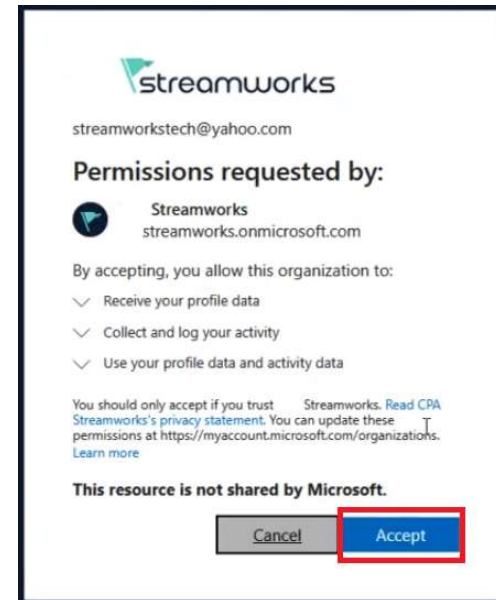 streamworks
streamworkstech@yahoo.com
Permissions requested by:
Streamworks
streamworks.onmicrosoft.com
By accepting, you allow this organization to:
Receive your profile data
Collect and log your activity
Use your profile data and activity data
You should only accept if you trust Streamworks. Read CPA
Streamworks's privacy statement. You can update these
permissions at https://myaccount.microsoft.com/organizations.
Learn more
This resource is not shared by Microsoft.
Cancel Accept